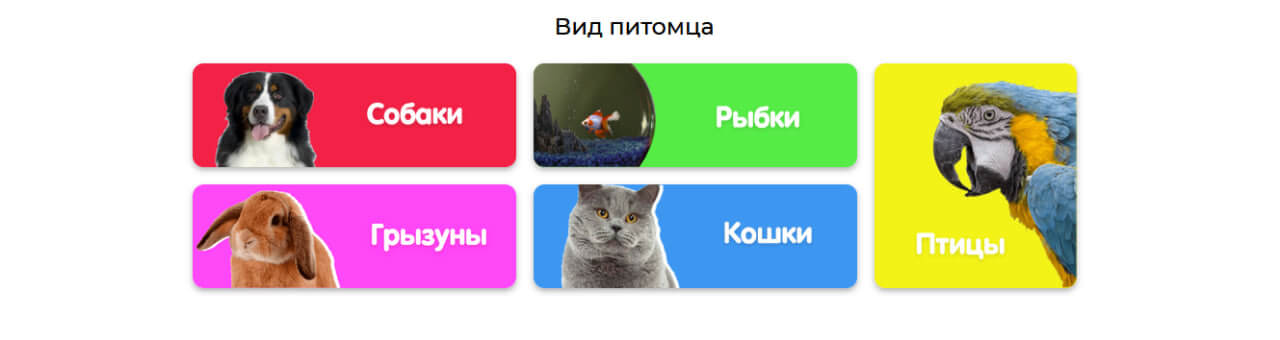 Вид питомца
Собаки
Рыбки
Птицы
Грызуны
Кошки